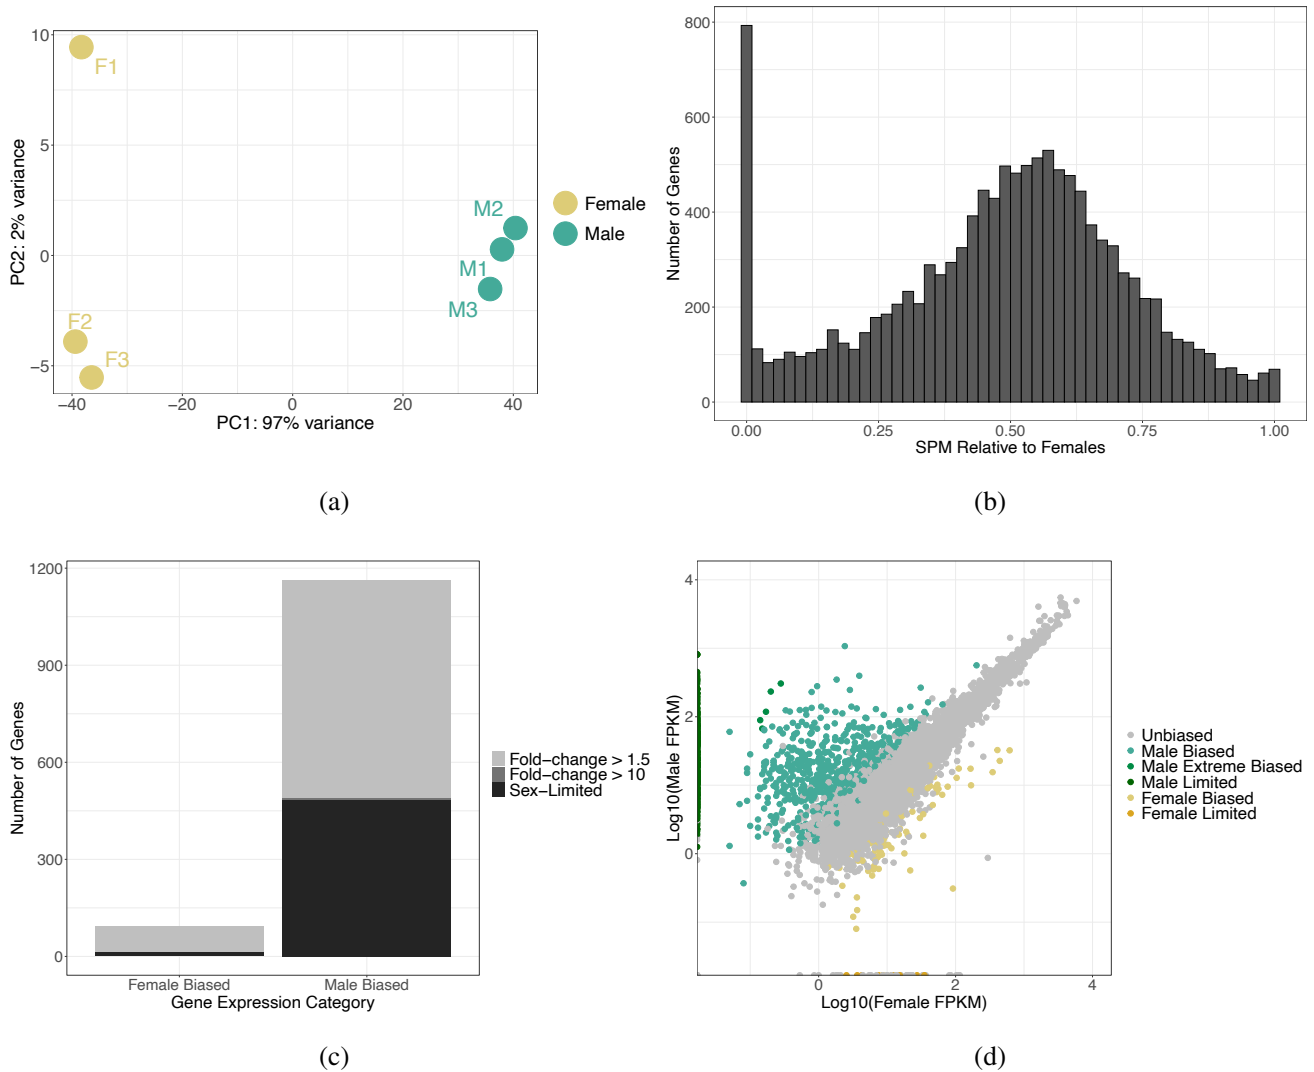 10
5
0
−5
−40
−20
0
20
40
PC2: 2% variance
PC1: 97% variance
F1
F2
F3
M2
M1
M3
Female
Male
(a)
800
600
400
200
0
0.00
0.25
0.50
0.75
1.00
Number of Genes
SPM Relative to Females
(b)
1200
900
600
300
0
Number of Genes
Female Biased
Male Biased
Gene Expression Category
Fold−change > 1.5
Fold−change > 10
Sex−Limited
(c)
4
2
0
0
2
4
Log10(Male FPKM)
Log10(Female FPKM)
Unbiased
Male Biased
Male Extreme Biased
Male Limited
Female Biased
Female Limited
(d)